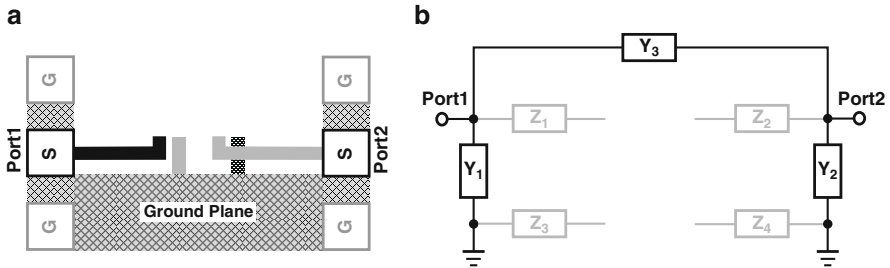 a
b
G
G
Port1
S
S
Port2
G
G
Ground Plane
Y3
Port1
Port2
Z1
Z2
Y1
Y2
Z3
Z4